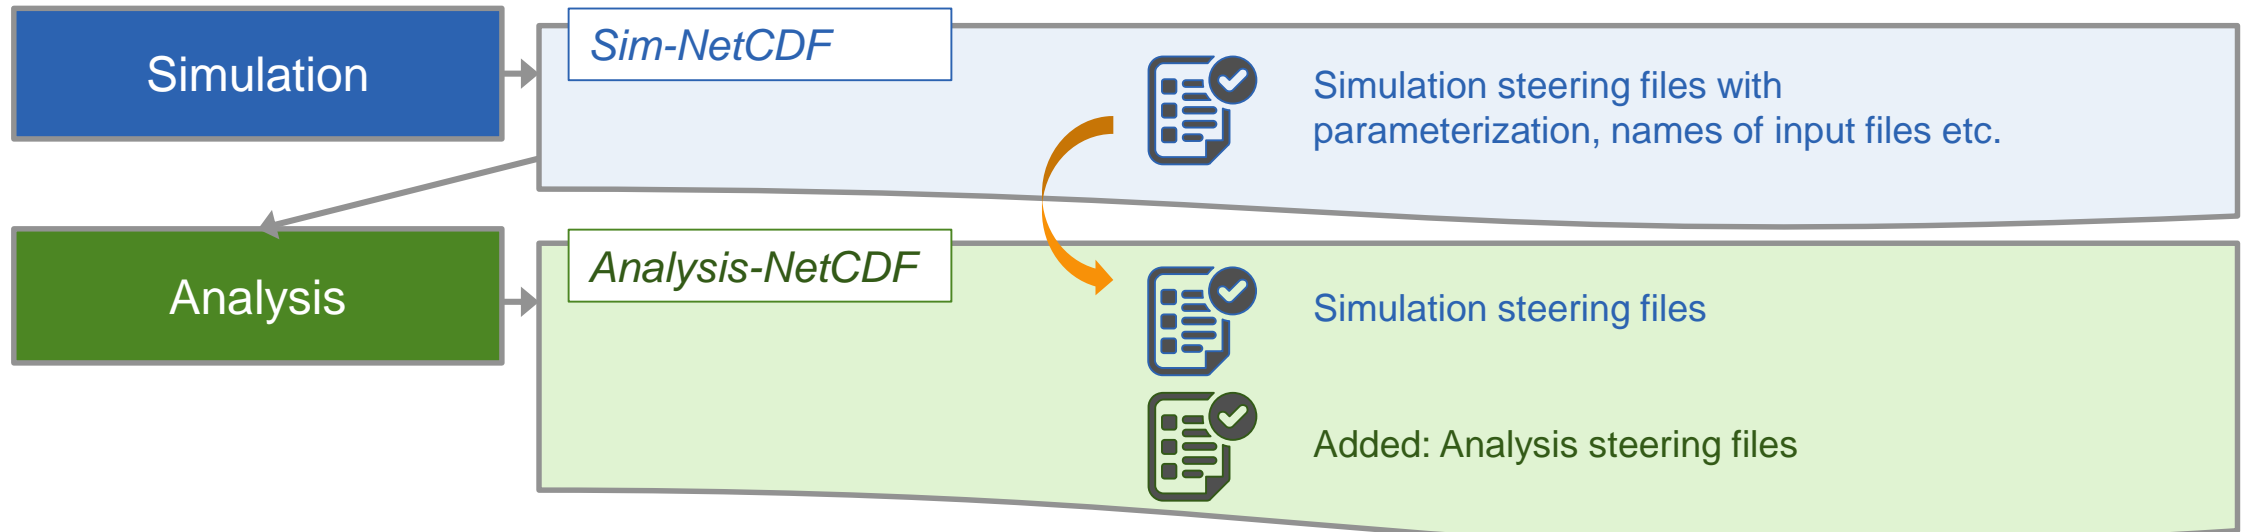 Simulation
Sim-NetCDF
Simulation steering files with
parameterization, names of input files etc.
Analysis
Analysis-NetCDF
Simulation steering files
Added: Analysis steering files